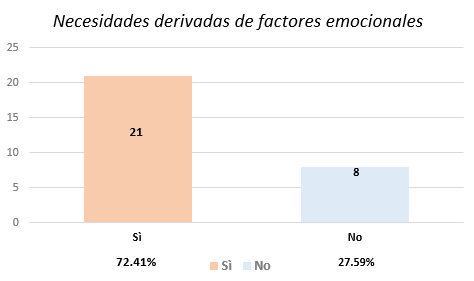 Necesidades derivadas de factores emocionales
25
20
15
10
5
0
21
8
Sì No
72.41% Sì No 27.59%